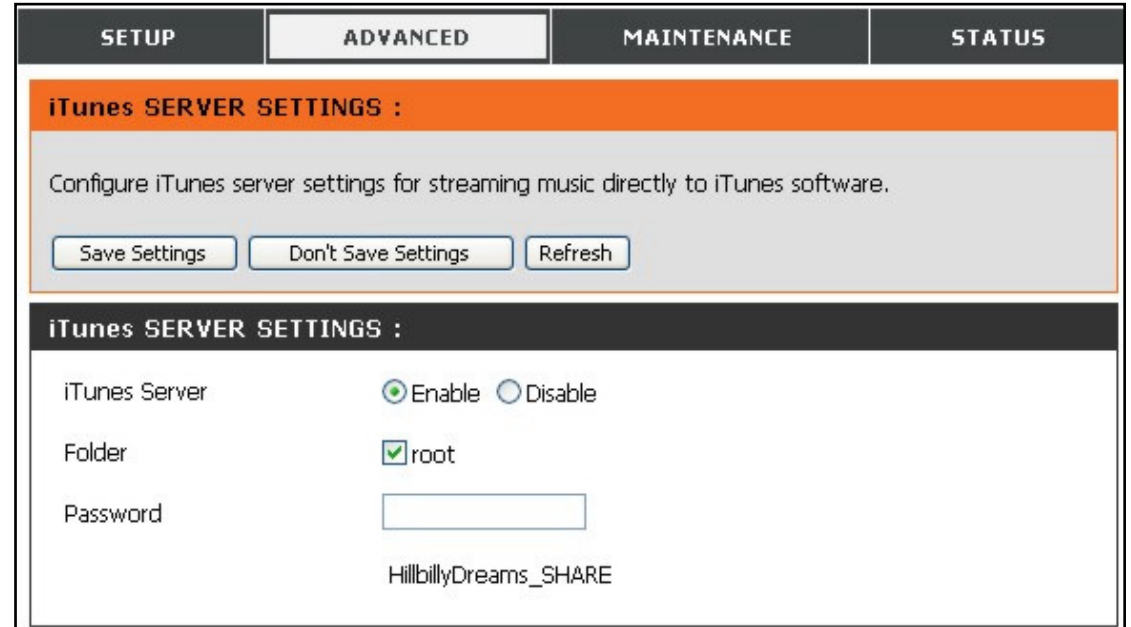 SETUP ADVANCED MAINTENANCE STATUS
iTunes SERVER SETTINGS :
Configure iTunes server settings for streaming music directly to iTunes software.
Save Settings Don't Save Settings Refresh
iTunes SERVER SETTINGS :
iTunes Server Enable Disable
Folder root
Password
HillbillyDreams_SHARE